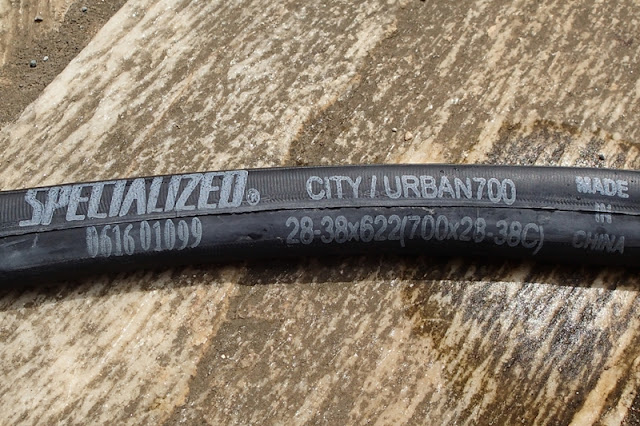 SPECIALIZED® CITY / URBAN700 MADE
IN
0616 01099 28-38x622(700x28-38C) CHINA